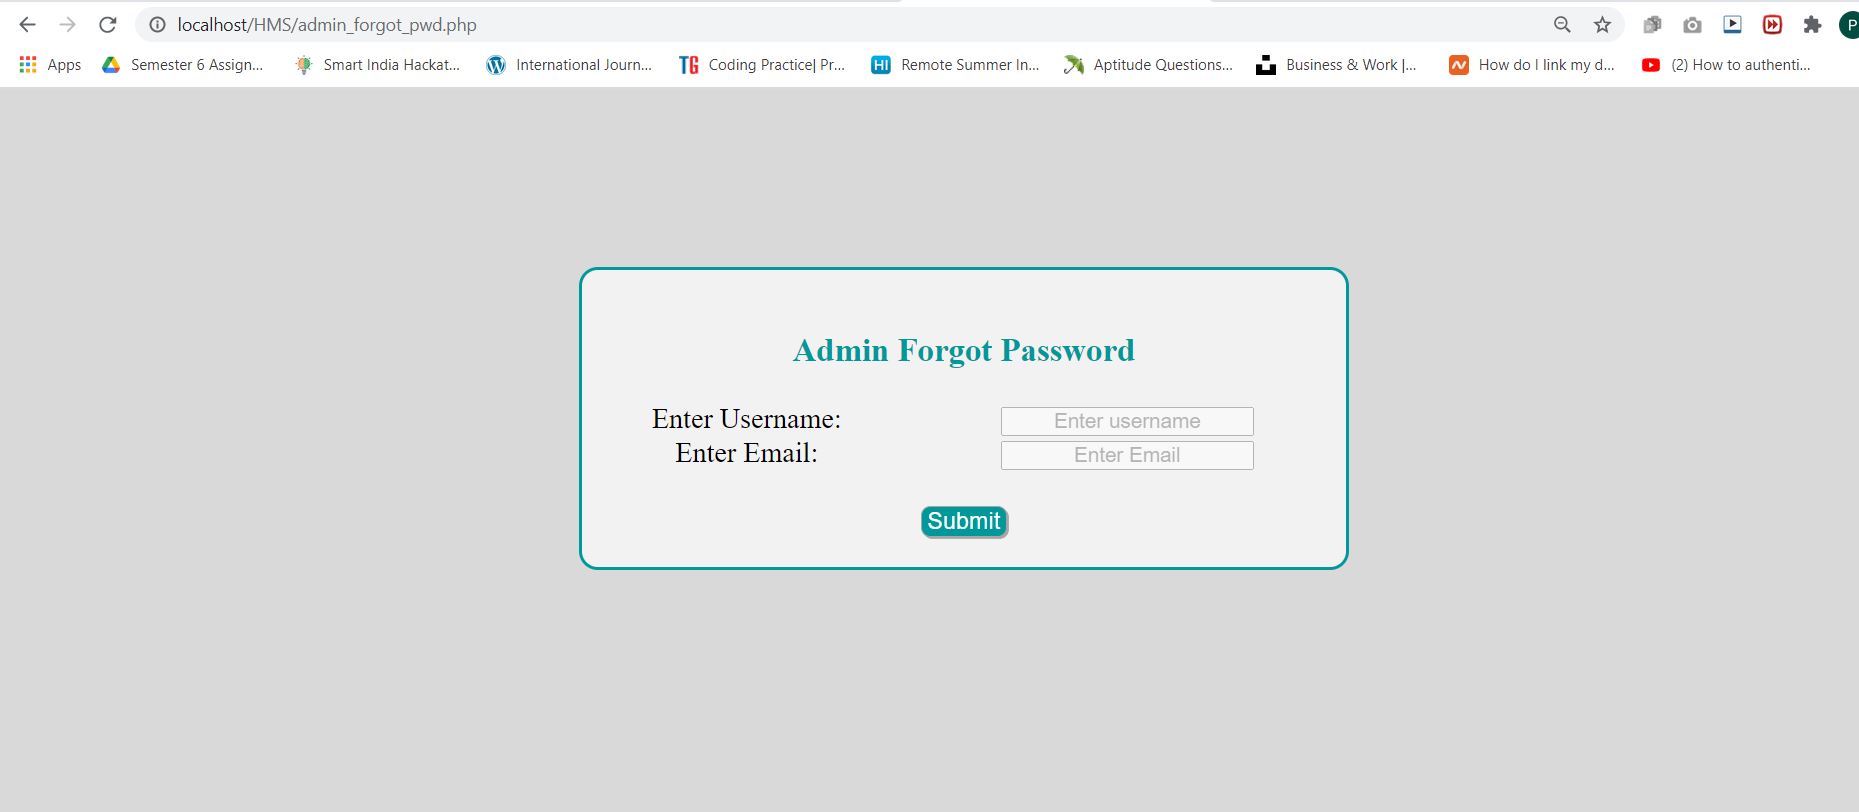 localhost/HMS/admin_forgot_pwd.php
P
Apps Semester 6 Assign... Smart India Hackat... International Journ... TG Coding Practice| Pr... HI Remote Summer In... Aptitude Questions... Business & Work |... How do I link my d... (2) How to authenti...
Admin Forgot Password
Enter Username: Enter username
Enter Email: Enter Email
Submit